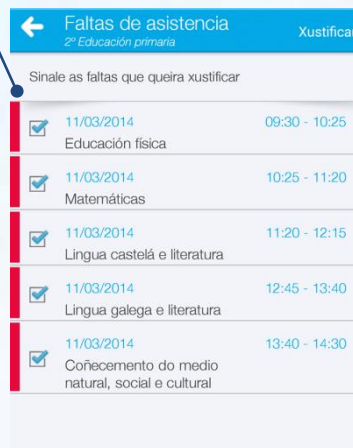 Faltas de asistencia
2º Educación primaria
Xustificar
Sinale as faltas que queira xustificar
11/03/2014 09:30 - 10:25
Educación física
11/03/2014 10:25 - 11:20
Matemáticas
11/03/2014 11:20 - 12:15
Lingua castelá e literatura
11/03/2014 12:45 - 13:40
Lingua galega e literatura
11/03/2014 13:40 - 14:30
Coñecemento do medio
natural, social e cultural